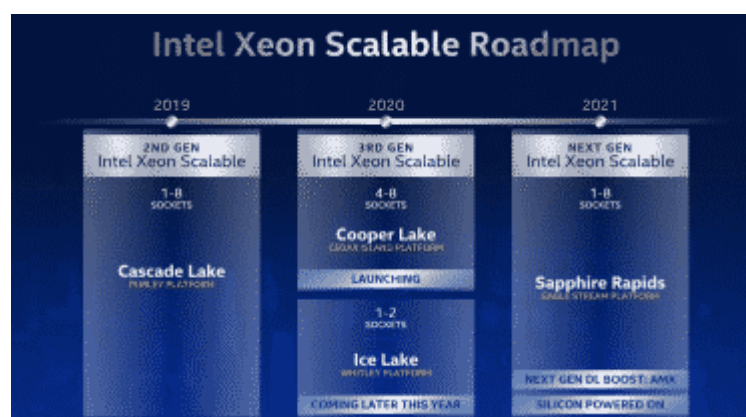 Intel Xeon Scalable Roadmap
2019
2ND GEN
Intel Xeon Scalable
1-8
SOCKETS
Cascade Lake
PURLEY PLATFORM
2020
3RD GEN
Intel Xeon Scalable
4-8
SOCKETS
Cooper Lake
CEDAR ISLAND PLATFORM
LAUNCHING
1-2
SOCKETS
Ice Lake
WHITLEY PLATFORM
COMING LATER THIS YEAR
2021
NEXT GEN
Intel Xeon Scalable
1-8
SOCKETS
Sapphire Rapids
EAGLE STREAM PLATFORM
NEXT GEN DL BOOST: AMX
SILICON POWERED ON